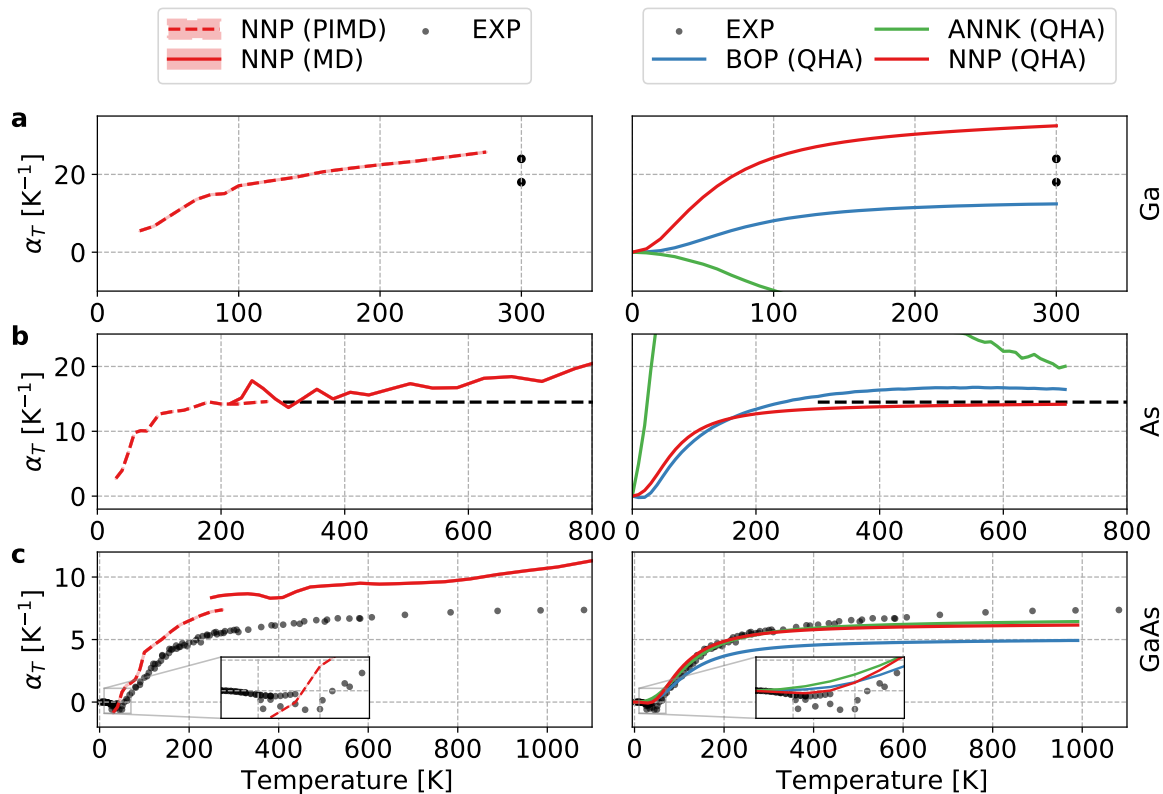 NNP (PIMD) EXP
NNP (MD)
EXP ANNK (QHA)
BOP (QHA) NNP (QHA)
a
α_T [K⁻¹]
20
0
0 100 200 300
0 100 200 300
Ga
b
α_T [K⁻¹]
20
10
0
0 200 400 600 800
0 200 400 600 800
As
c
α_T [K⁻¹]
10
5
0
0 200 400 600 800 1000
0 200 400 600 800 1000
GaAs
Temperature [K]
Temperature [K]